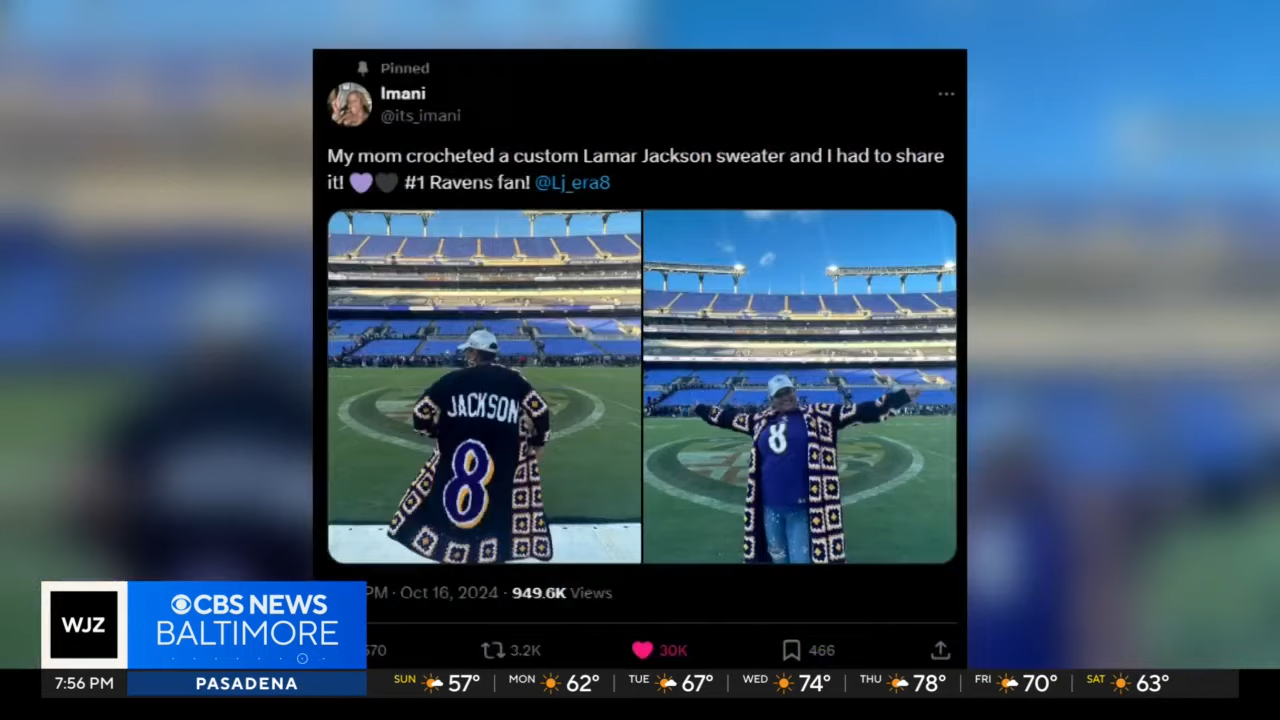 Pinned
Imani
@its_imani
My mom crocheted a custom Lamar Jackson sweater and I had to share
it! 💜🖤 #1 Ravens fan! @Lj_era8
JACKSON
8
8
PM · Oct 16, 2024 · 949.6K Views
570 3.2K 30K 466
WJZ
CBS NEWS
BALTIMORE
7:56 PM PASADENA SUN 57° MON 62° TUE 67° WED 74° THU 78° FRI 70° SAT 63°